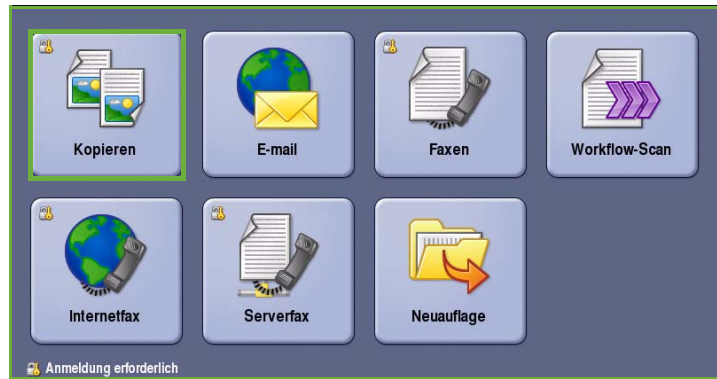 Kopieren
E-mail
Faxen
Workflow-Scan
Internetfax
Serverfax
Neuauflage
Anmeldung erforderlich